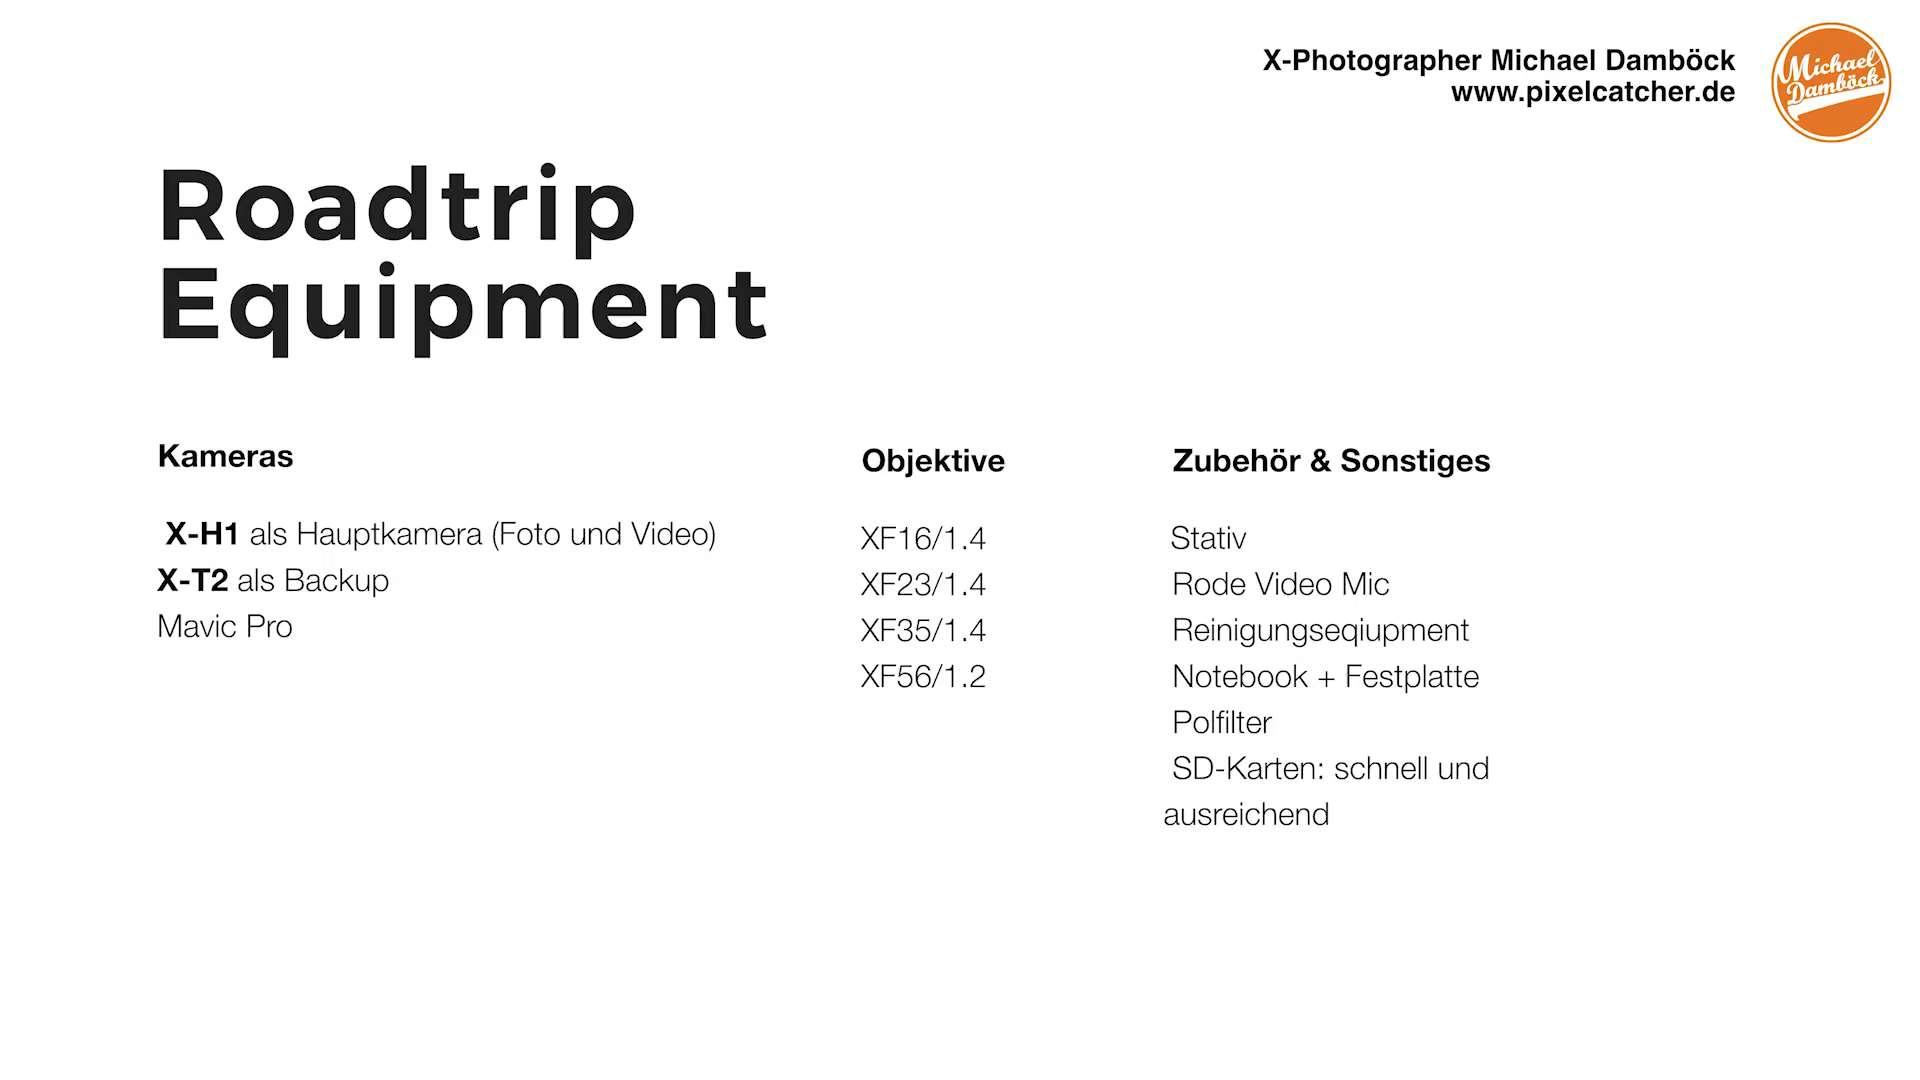 X-Photographer Michael Damböck
www.pixelcatcher.de
Michael
Damböck
Roadtrip
Equipment
Kameras
X-H1 als Hauptkamera (Foto und Video)
X-T2 als Backup
Mavic Pro
Objektive
XF16/1.4
XF23/1.4
XF35/1.4
XF56/1.2
Zubehör & Sonstiges
Stativ
Rode Video Mic
Reinigungseqiupment
Notebook + Festplatte
Polfilter
SD-Karten: schnell und
ausreichend